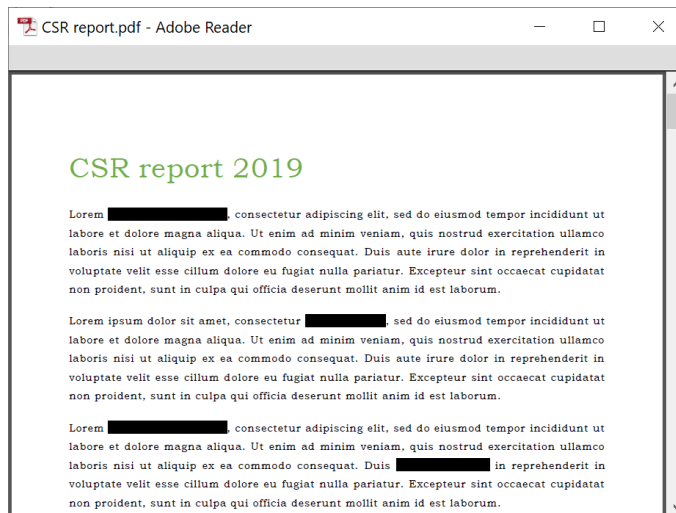 CSR report.pdf - Adobe Reader
CSR report 2019
Lorem , consectetur adipiscing elit, sed do eiusmod tempor incididunt ut
labore et dolore magna aliqua. Ut enim ad minim veniam, quis nostrud exercitation ullamco
laboris nisi ut aliquip ex ea commodo consequat. Duis aute irure dolor in reprehenderit in
voluptate velit esse cillum dolore eu fugiat nulla pariatur. Excepteur sint occaecat cupidatat
non proident, sunt in culpa qui officia deserunt mollit anim id est laborum.
Lorem ipsum dolor sit amet, consectetur , sed do eiusmod tempor incididunt ut
labore et dolore magna aliqua. Ut enim ad minim veniam, quis nostrud exercitation ullamco
laboris nisi ut aliquip ex ea commodo consequat. Duis aute irure dolor in reprehenderit in
voluptate velit esse cillum dolore eu fugiat nulla pariatur. Excepteur sint occaecat cupidatat
non proident, sunt in culpa qui officia deserunt mollit anim id est laborum.
Lorem , consectetur adipiscing elit, sed do eiusmod tempor incididunt ut
labore et dolore magna aliqua. Ut enim ad minim veniam, quis nostrud exercitation ullamco
laboris nisi ut aliquip ex ea commodo consequat. Duis in reprehenderit in
voluptate velit esse cillum dolore eu fugiat nulla pariatur. Excepteur sint occaecat cupidatat
non proident, sunt in culpa qui officia deserunt mollit anim id est laborum.